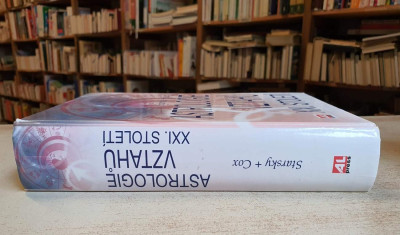 ASTROLOGIE
VZTAHŮ
XXI. STOLETÍ
Starsky + Cox